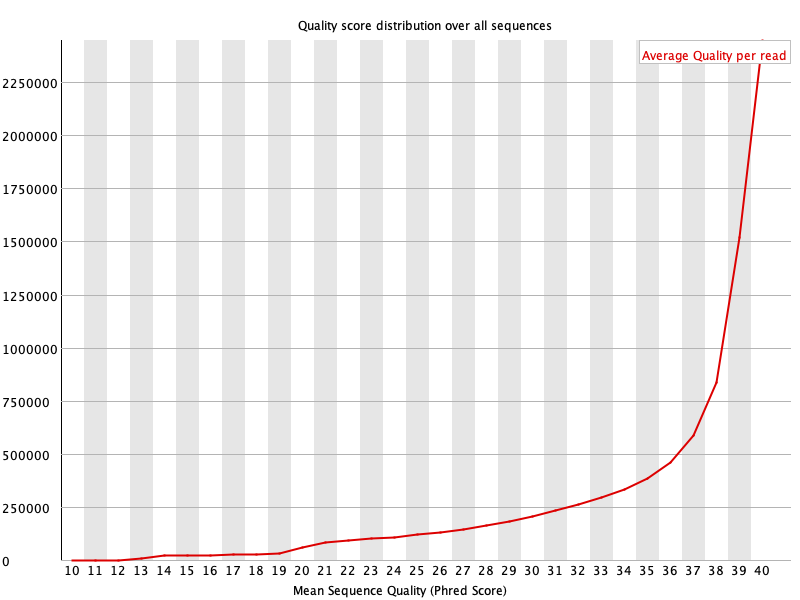 Quality score distribution over all sequences
Average Quality per read
2250000
2000000
1750000
1500000
1250000
1000000
750000
500000
250000
0
10 11 12 13 14 15 16 17 18 19 20 21 22 23 24 25 26 27 28 29 30 31 32 33 34 35 36 37 38 39 40
Mean Sequence Quality (Phred Score)